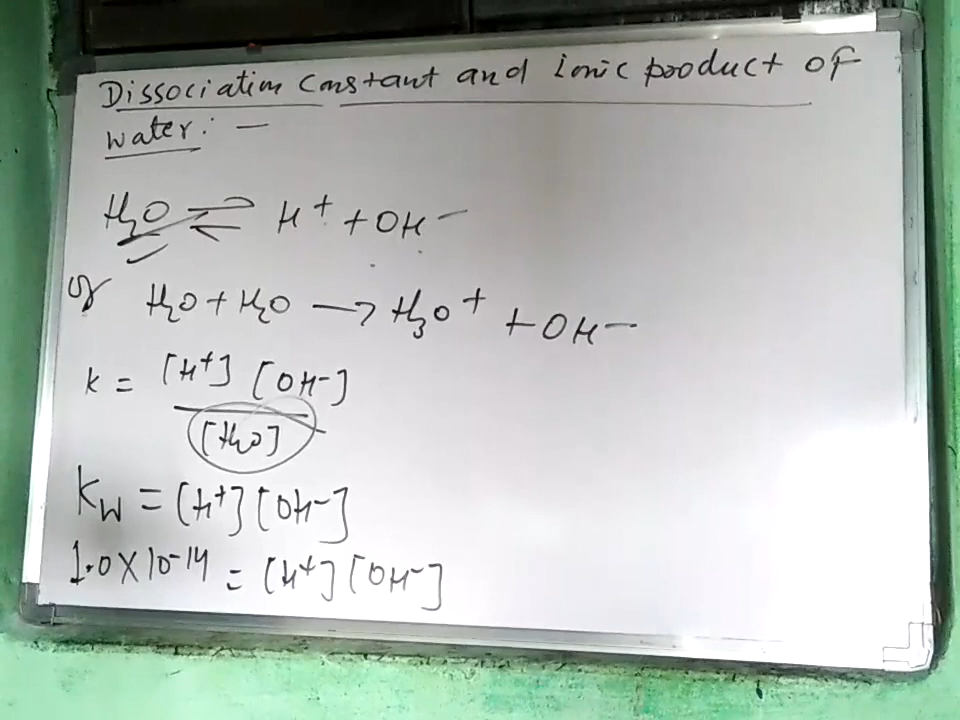 Dissociation Constant and ionic product of
water: —
H2O ⇌ H+ + OH-
or H2O + H2O → H3O+ + OH-
K = [H+] [OH-]
[H2O]
Kw = [H+] [OH-]
1.0 X 10-14 = [H+] [OH-]